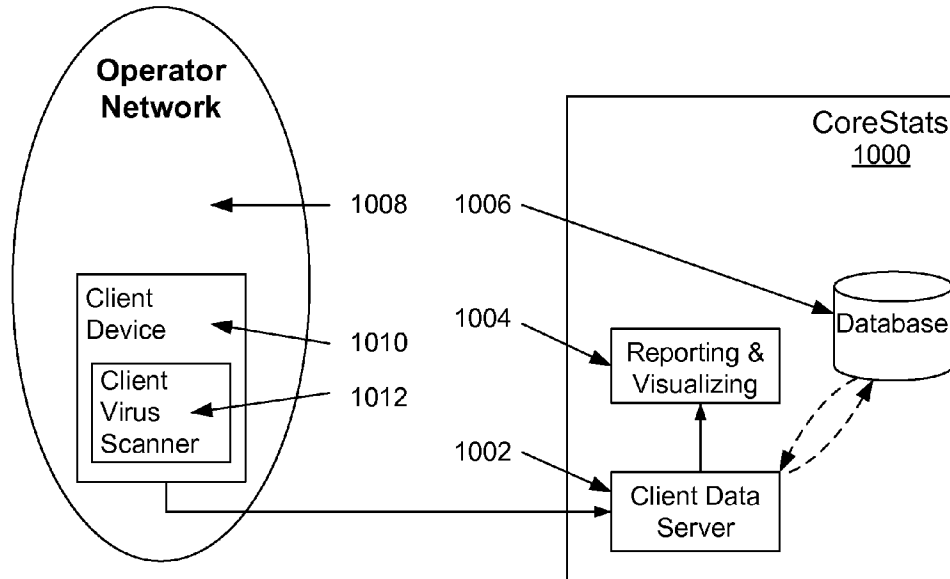 Operator
Network
CoreStats
1000
1008
1006
Client
Device
1010
1004
Database
Reporting &
Visualizing
Client
Virus
Scanner
1012
1002
Client Data
Server